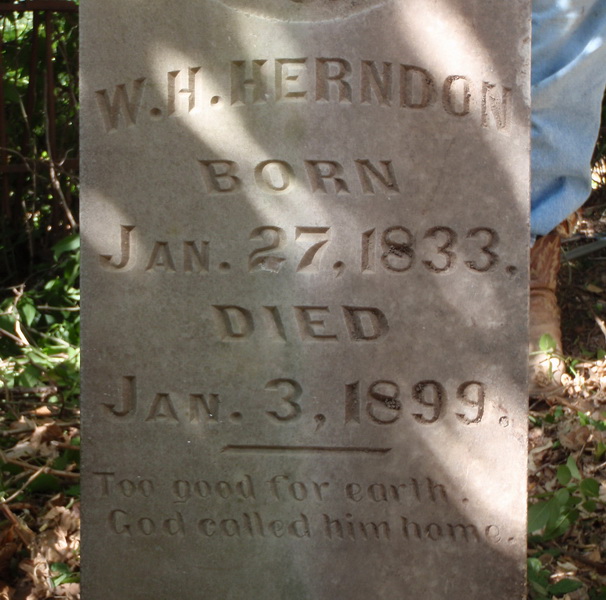 W. H. HERNDON
BORN
JAN. 27, 1833.
DIED
JAN. 3, 1899.
Too good for earth.
God called him home.